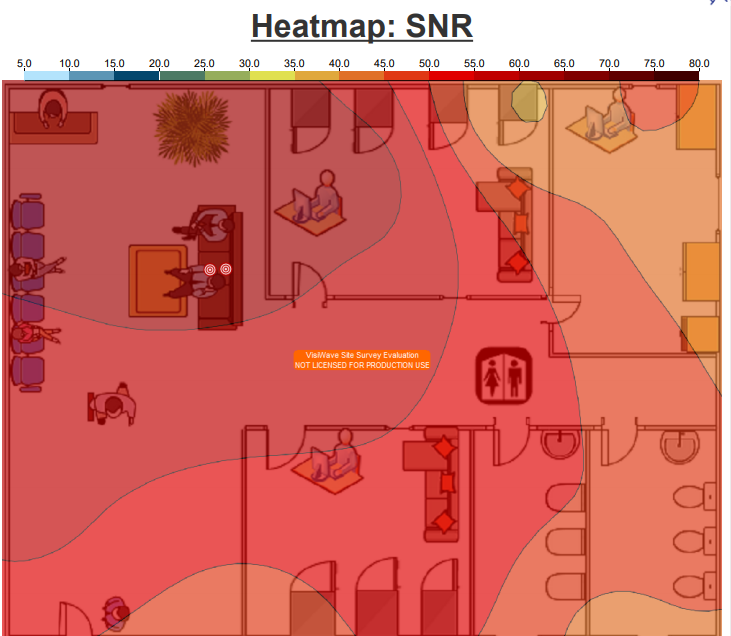 Heatmap: SNR
5.0 10.0 15.0 20.0 25.0 30.0 35.0 40.0 45.0 50.0 55.0 60.0 65.0 70.0 75.0 80.0
VisiWave Site Survey Evaluation
NOT LICENSED FOR PRODUCTION USE